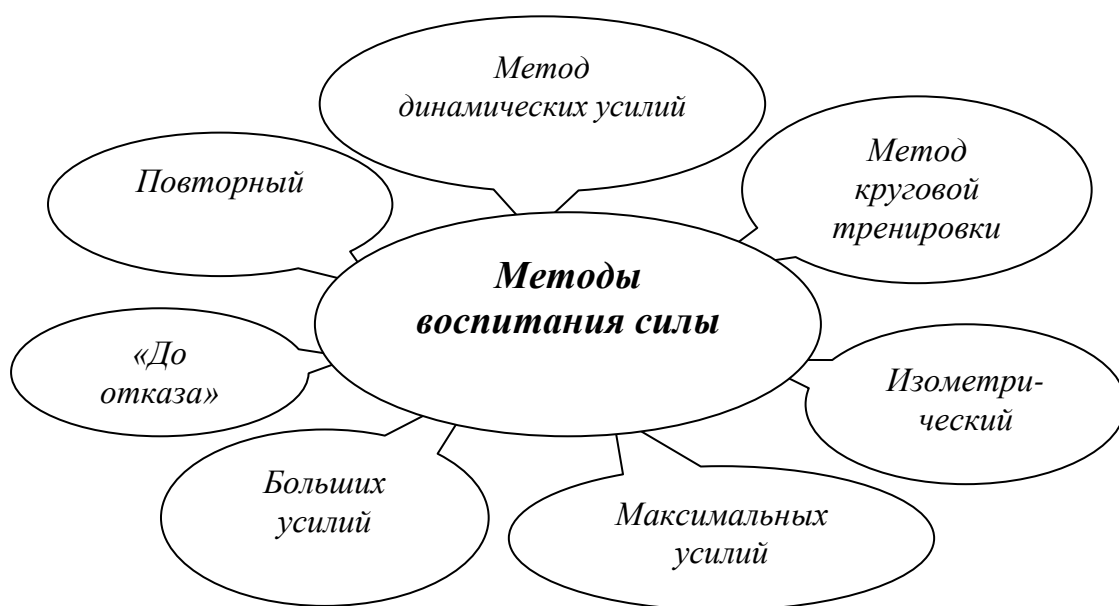 Метод
динамических усилий
Повторный
Метод
круговой
тренировки
Методы
воспитания силы
«До
отказа»
Изометри-
ческий
Больших
усилий
Максимальных
усилий